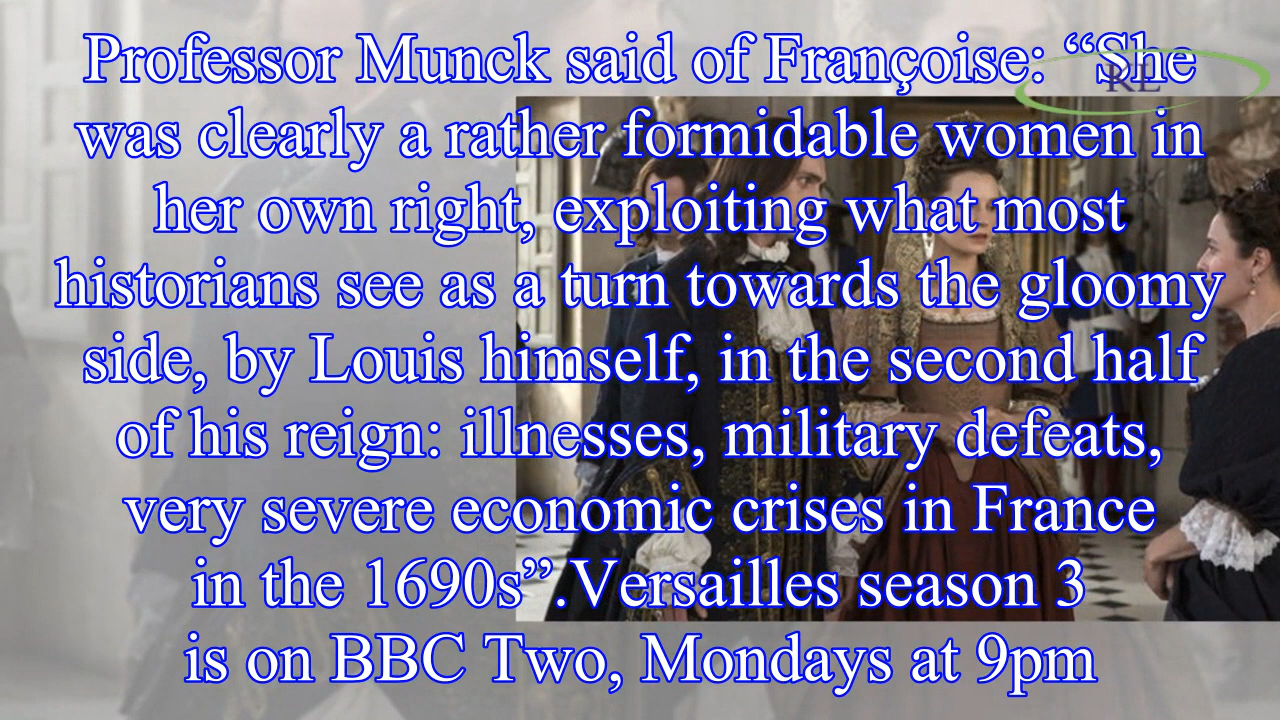 Professor Munck said of Françoise: “She
was clearly a rather formidable women in
her own right, exploiting what most
historians see as a turn towards the gloomy
side, by Louis himself, in the second half
of his reign: illnesses, military defeats,
very severe economic crises in France
in the 1690s”.Versailles season 3
is on BBC Two, Mondays at 9pm
RL